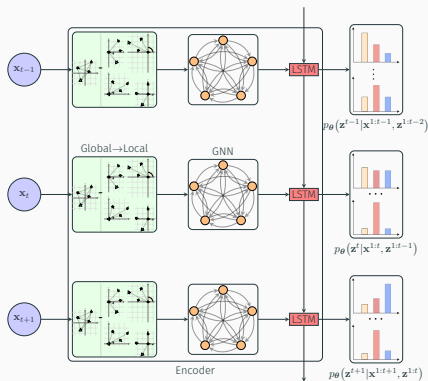 x_{t−1}
LSTM
p_θ(z^{t−1}|x^{1:t−1}, z^{1:t−2})
Global→Local
GNN
x_t
LSTM
p_θ(z^t|x^{1:t}, z^{1:t−1})
x_{t+1}
LSTM
p_θ(z^{t+1}|x^{1:t+1}, z^{1:t})
Encoder